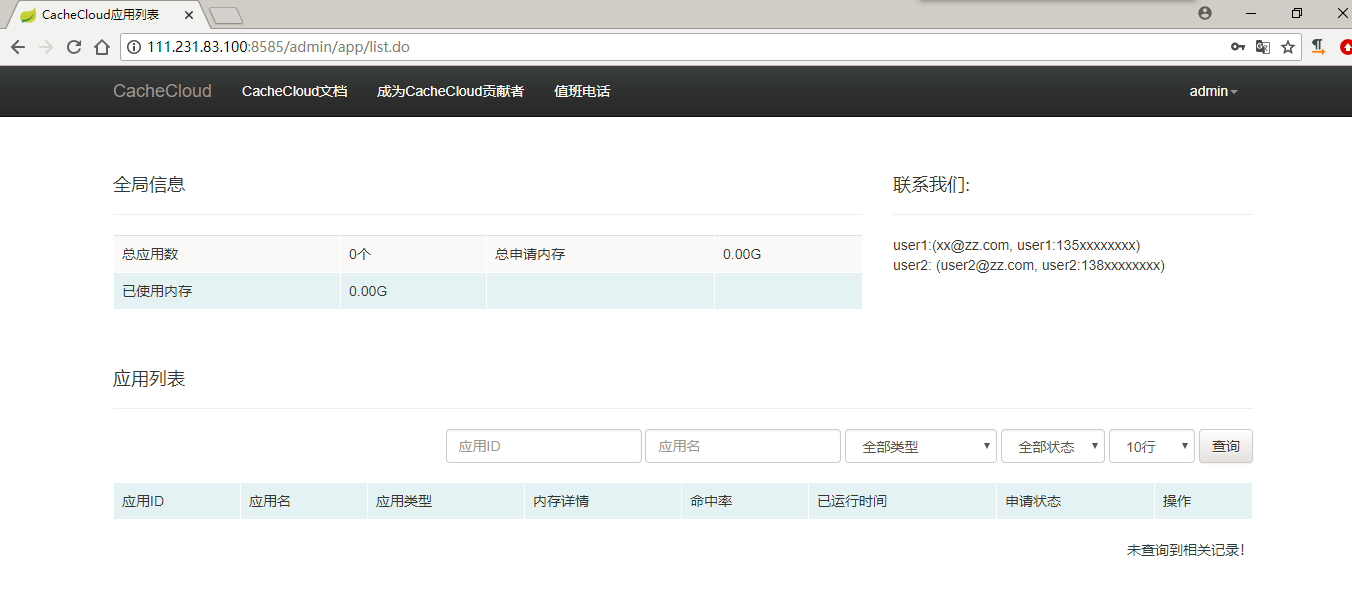 CacheCloud应用列表
111.231.83.100:8585/admin/app/list.do
CacheCloud CacheCloud文档 成为CacheCloud贡献者 值班电话 admin
全局信息
联系我们:
总应用数 0个 总申请内存 0.00G
已使用内存 0.00G
user1:(xx@zz.com, user1:135xxxxxxxx)
user2: (user2@zz.com, user2:138xxxxxxxx)
应用列表
应用ID 应用名 全部类型 全部状态 10行 查询
应用ID 应用名 应用类型 内存详情 命中率 已运行时间 申请状态 操作
未查询到相关记录!